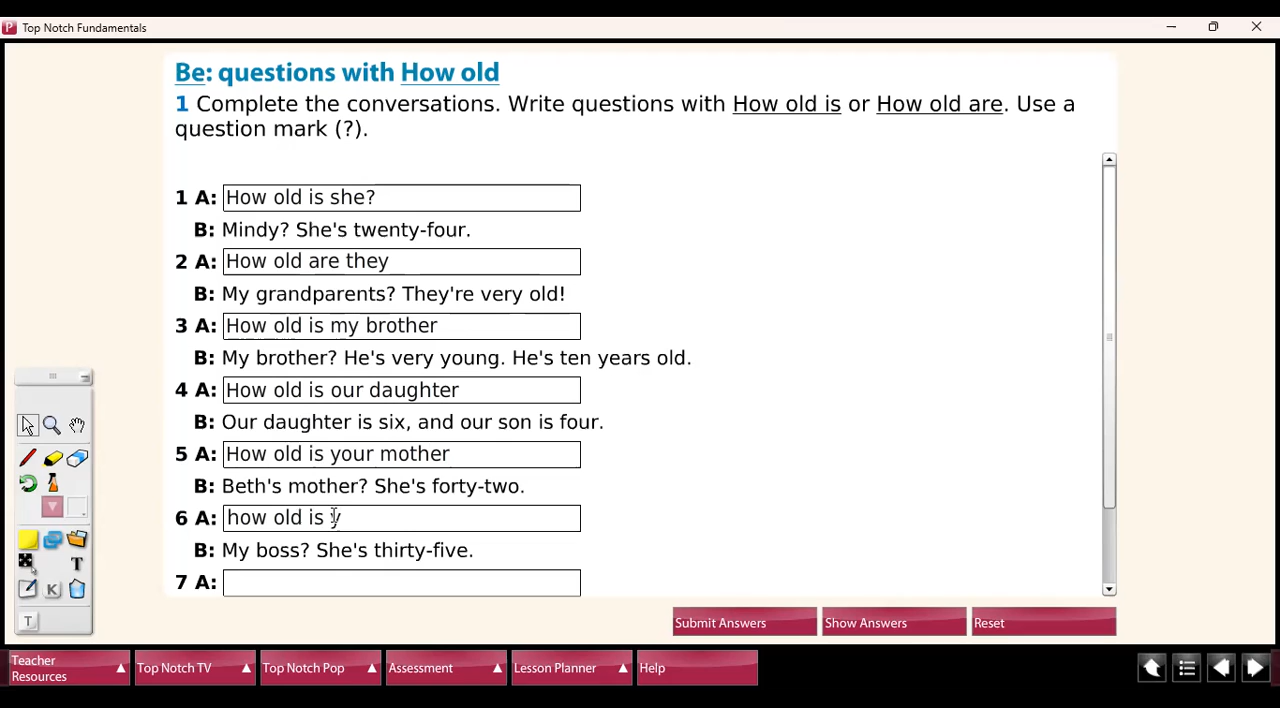 Top Notch Fundamentals
Be: questions with How old
1 Complete the conversations. Write questions with How old is or How old are. Use a
question mark (?).
1 A: How old is she?
B: Mindy? She's twenty-four.
2 A: How old are they
B: My grandparents? They're very old!
3 A: How old is my brother
B: My brother? He's very young. He's ten years old.
4 A: How old is our daughter
B: Our daughter is six, and our son is four.
5 A: How old is your mother
B: Beth's mother? She's forty-two.
6 A: how old is y
B: My boss? She's thirty-five.
7 A:
Submit Answers Show Answers Reset
Teacher
Resources
Top Notch TV Top Notch Pop Assessment Lesson Planner Help